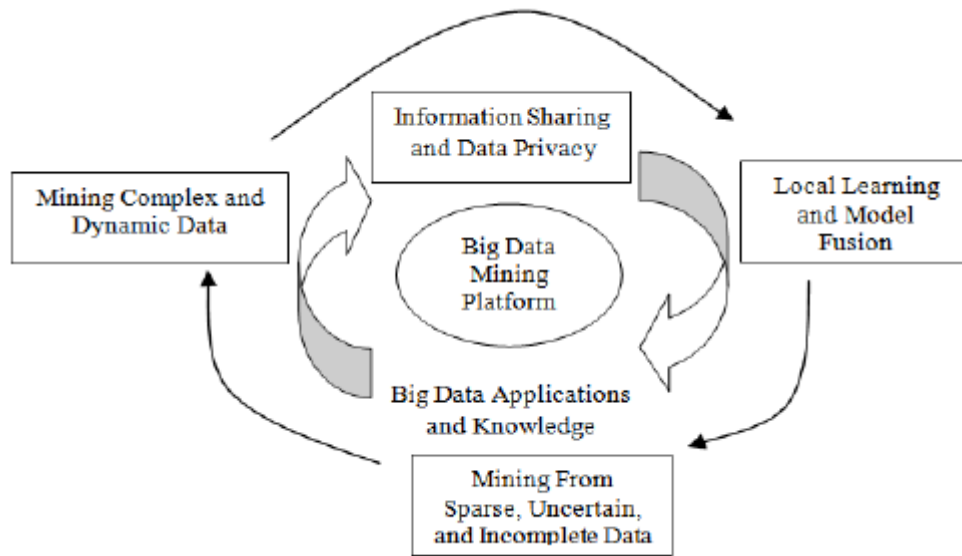 Information Sharing
and Data Privacy
Mining Complex and
Dynamic Data
Local Learning
and Model
Fusion
Big Data
Mining
Platform
Big Data Applications
and Knowledge
Mining From
Sparse, Uncertain,
and Incomplete Data